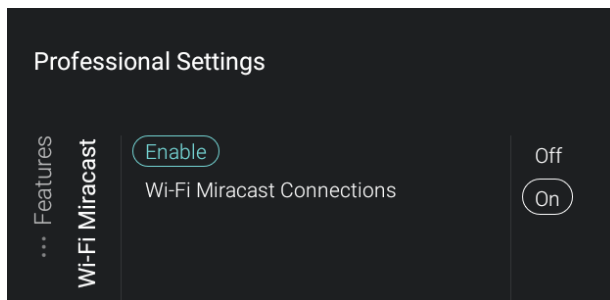 Professional Settings
... Features
Wi-Fi Miracast
Enable
Wi-Fi Miracast Connections
Off
On